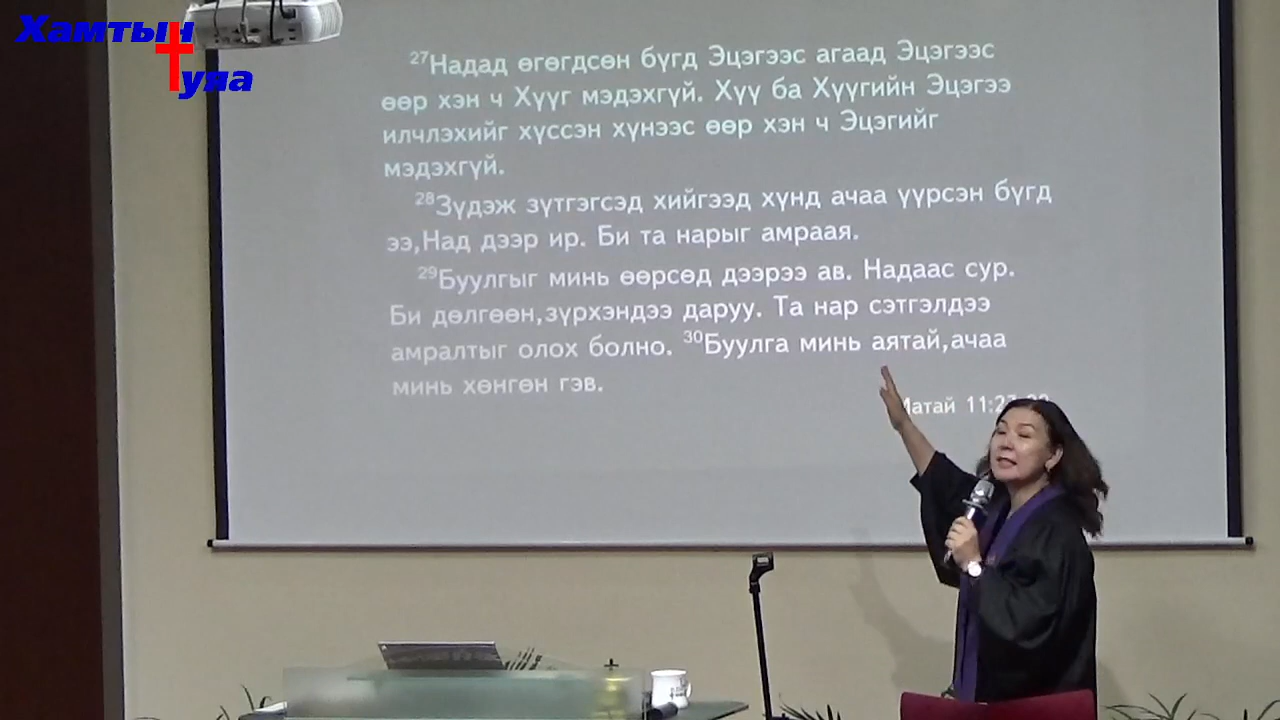 Хамтын
Туяа
27Надад өгөгдсөн бүгд Эцэгээс агаад Эцэгээс
өөр хэн ч Хүүг мэдэхгүй. Хүү ба Хүүгийн Эцэгээ
илчлэхийг хүссэн хүнээс өөр хэн ч Эцэгийг
мэдэхгүй.
28Зүдэж зүтгэгсэд хийгээд хүнд ачаа үүрсэн бүгд
ээ,Над дээр ир. Би та нарыг амраая.
29Буулгыг минь өөрсөд дээрээ ав. Надаас сур.
Би дөлгөөн,зүрхэндээ даруу. Та нар сэтгэлдээ
амралтыг олох болно. 30Буулга минь аятай,ачаа
минь хөнгөн гэв.
Матай